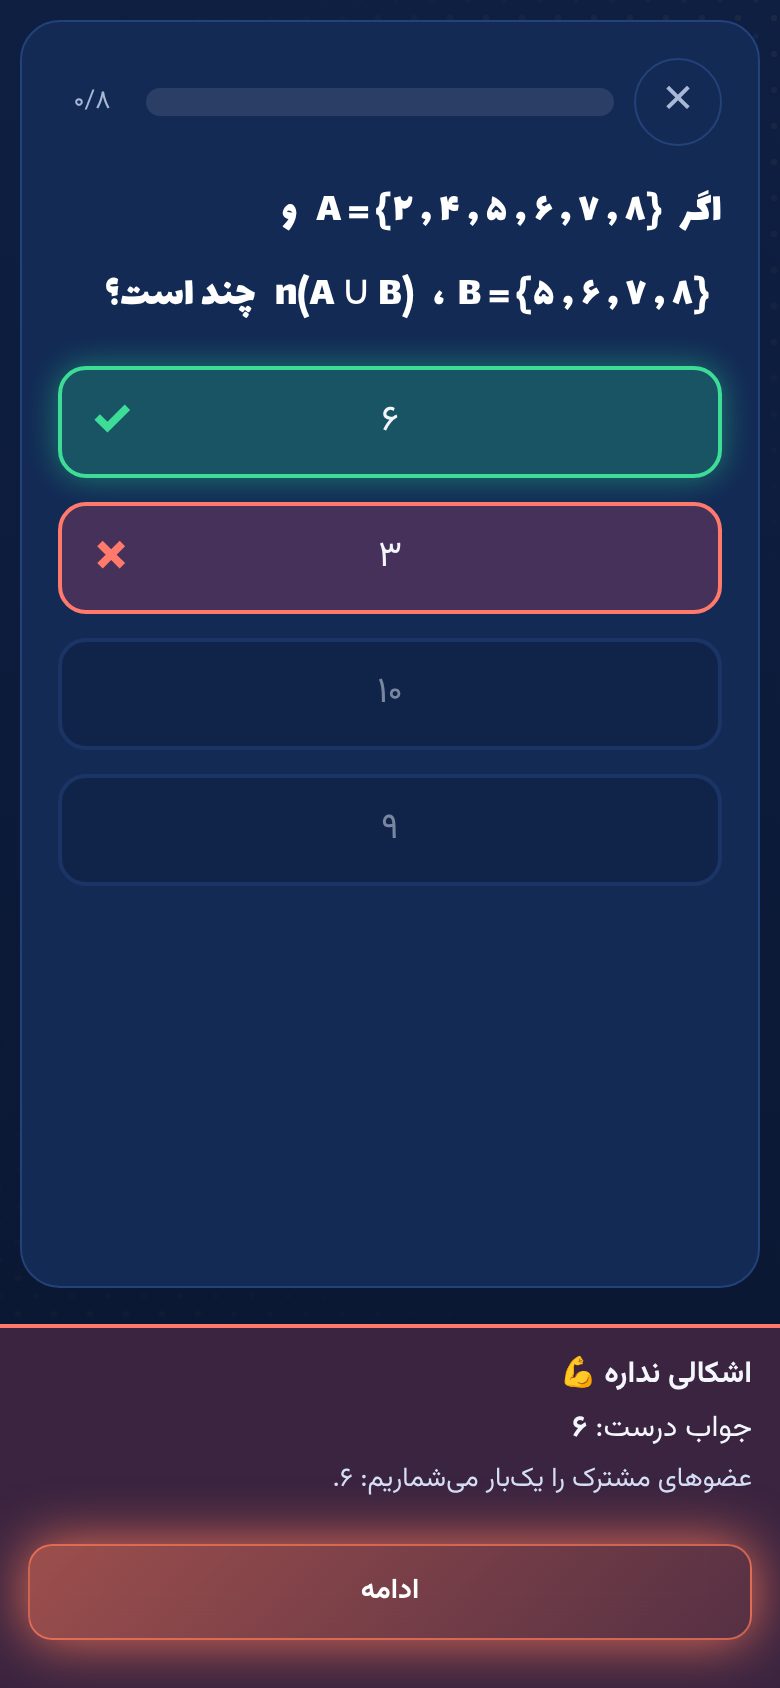 ۰/۸
اگر A = {۲ , ۴ , ۵ , ۶ , ۷ , ۸} و
B = {۵ , ۶ , ۷ , ۸} ، n(A ∪ B) چند است؟
۶
۳
۱۰
۹
اشکالی نداره 💪
جواب درست: ۶
عضوهای مشترک را یک‌بار می‌شماریم: ۶.
ادامه